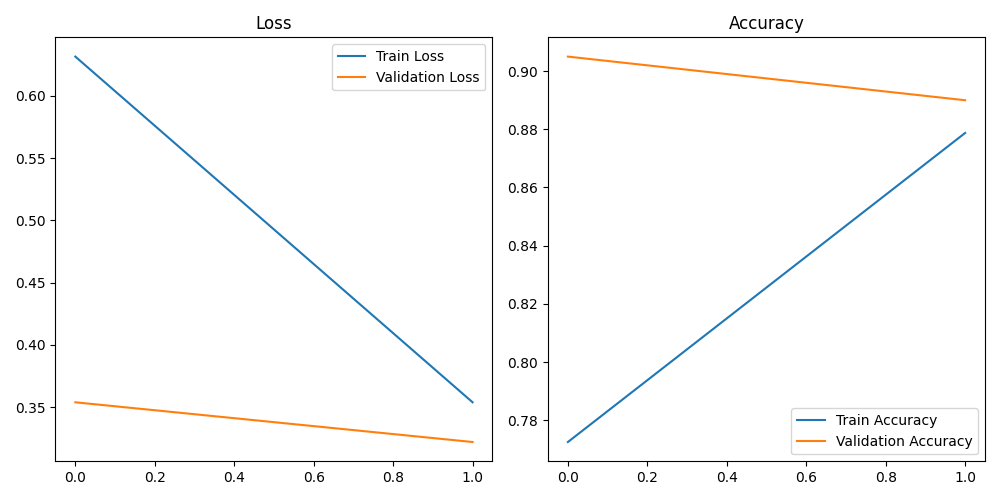 Loss
Train Loss
Validation Loss
0.60
0.55
0.50
0.45
0.40
0.35
0.0 0.2 0.4 0.6 0.8 1.0
Accuracy
0.90
0.88
0.86
0.84
0.82
0.80
0.78
Train Accuracy
Validation Accuracy
0.0 0.2 0.4 0.6 0.8 1.0